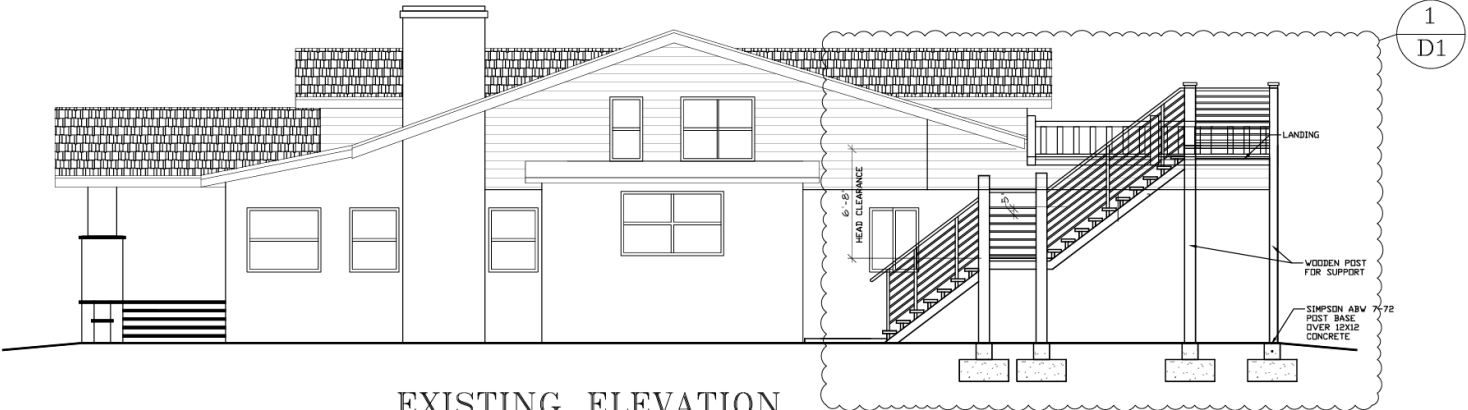 1
D1
LANDING
6'-8"
HEAD CLEARANCE
5"
WOODEN POST
FOR SUPPORT
SIMPSON ABW 7-72
POST BASE
OVER 12X12
CONCRETE
EXISTING ELEVATION